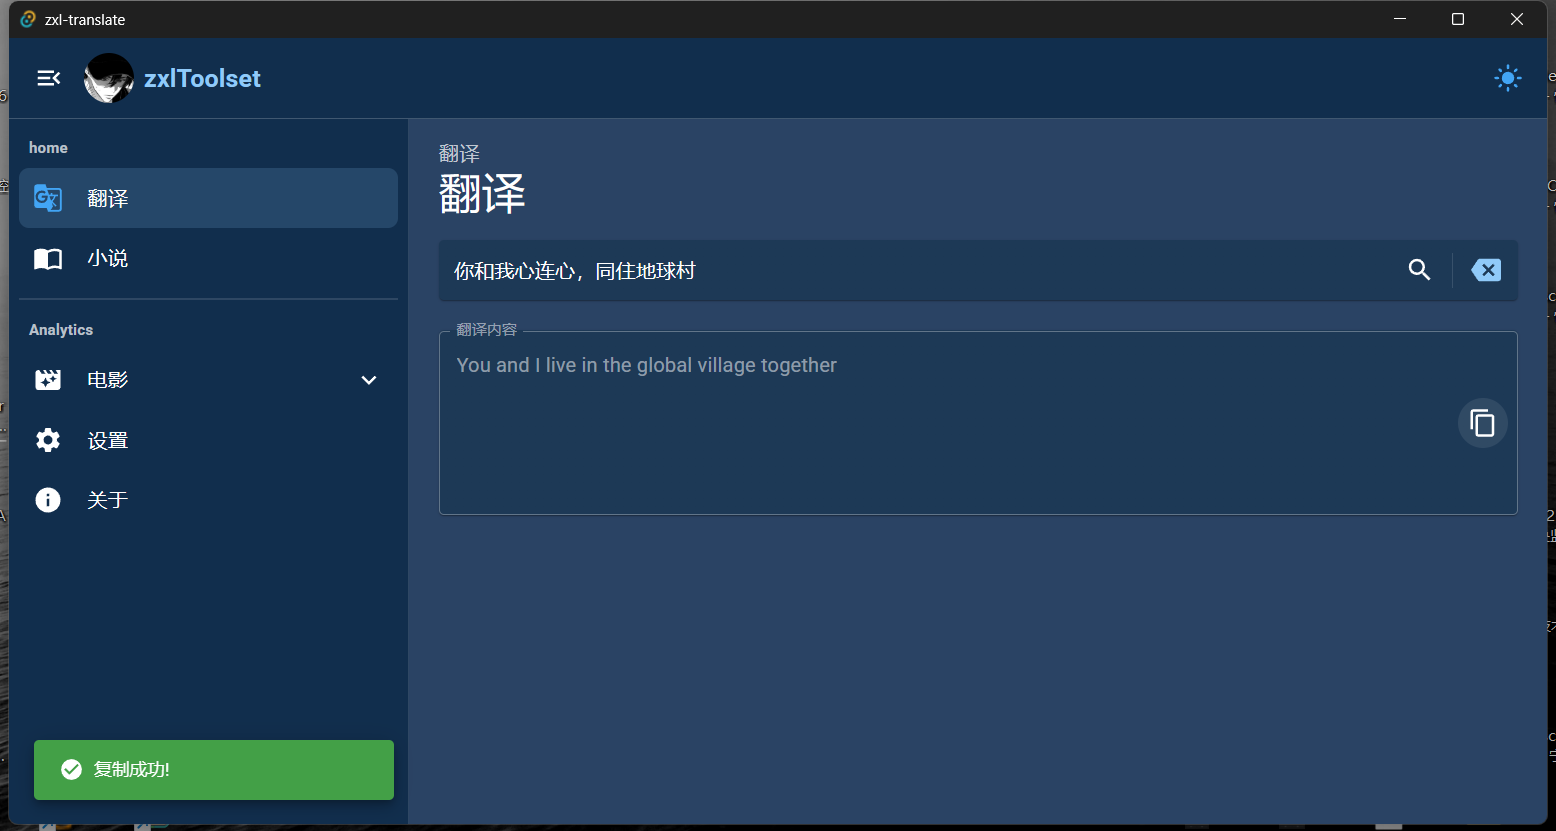 zxl-translate
zxlToolset
home
翻译
小说
Analytics
电影
设置
关于
翻译
翻译
你和我心连心，同住地球村
翻译内容
You and I live in the global village together
复制成功!